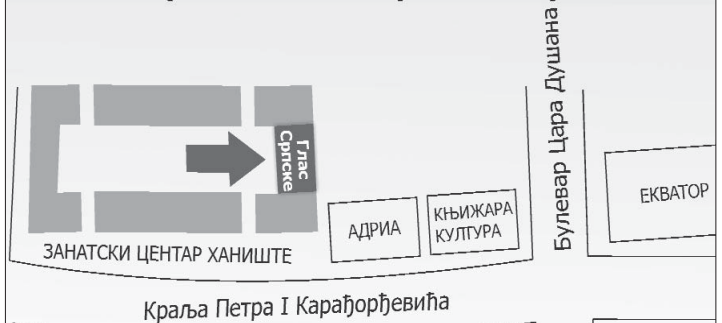 Булевар Цара Душана
Глас
Српске
ЕКВАТОР
АДРИА
КЊИЖАРА
КУЛТУРА
ЗАНАТСКИ ЦЕНТАР ХАНИШТЕ
Краља Петра I Карађорђевића